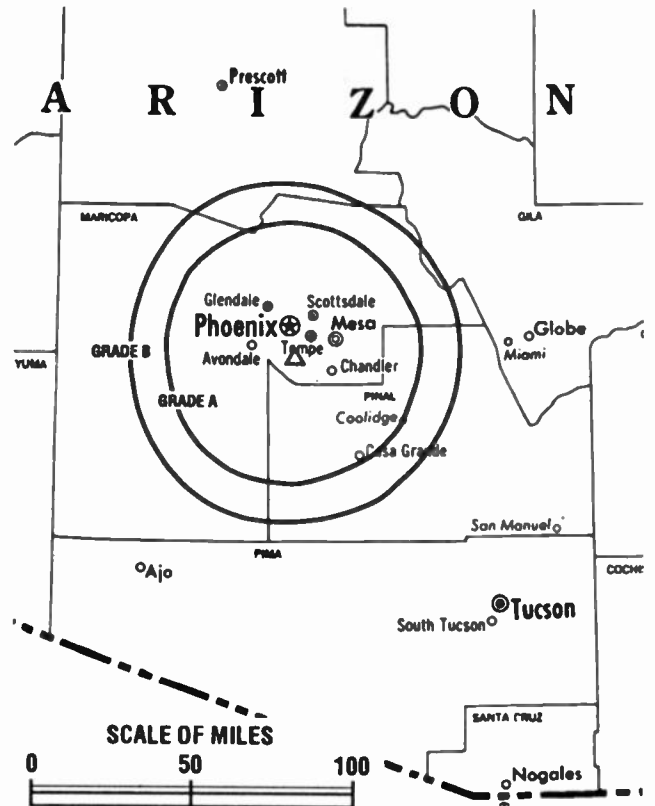 Prescott
A R I Z O N
MARICOPA
GILA
Glendale
Scottsdale
Phoenix
Mesa
Globe
GRADE B
Avondale
Tempe
Miami
YUMA
Chandler
GRADE A
PINAL
Coolidge
Casa Grande
San Manuel
PIMA
Ajo
COCH
Tucson
South Tucson
SANTA CRUZ
SCALE OF MILES
0 50 100
Nogales